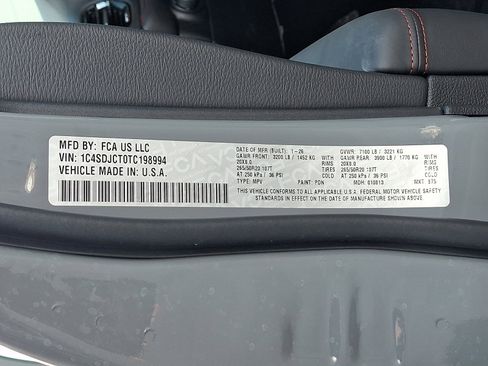 MFD BY: FCA US LLC
VIN: 1C4SDJCT0TC198994
VEHICLE MADE IN: U.S.A.
DATE OF MFR (BUILT): 1-26
GVWR: 7100 LB / 3221 KG
GAWR FRONT: 3200 LB / 1452 KG WITH
20X8.0 RIMS
265/50R20 107T TIRES
AT 250 kPa / 36 PSI COLD
GAWR REAR: 3900 LB / 1770 KG WITH
20X8.0 RIMS
265/50R20 107T TIRES
AT 250 kPa / 36 PSI COLD
TYPE: MPV PAINT: PDN MDH: 010813 MXT: 975
THIS VEHICLE CONFORMS TO ALL APPLICABLE U.S.A. FEDERAL MOTOR VEHICLE SAFETY
STANDARDS IN EFFECT ON THE DATE OF MANUFACTURE SHOWN ABOVE.